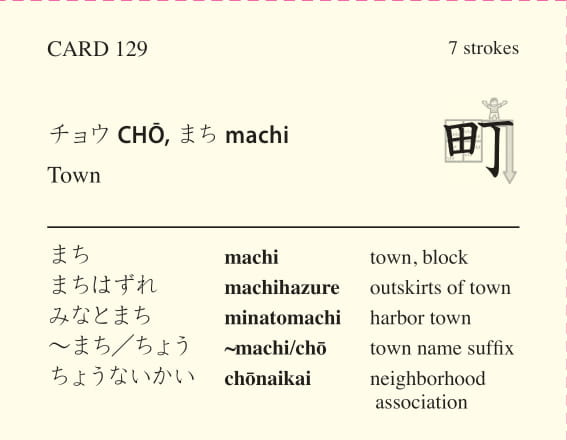 CARD 129 7 strokes
チョウ CHŌ, まち machi
町
Town
まち machi town, block
まちはずれ machihazure outskirts of town
みなとまち minatomachi harbor town
～まち／ちょう ~machi/chō town name suffix
ちょうないかい chōnaikai neighborhood
association